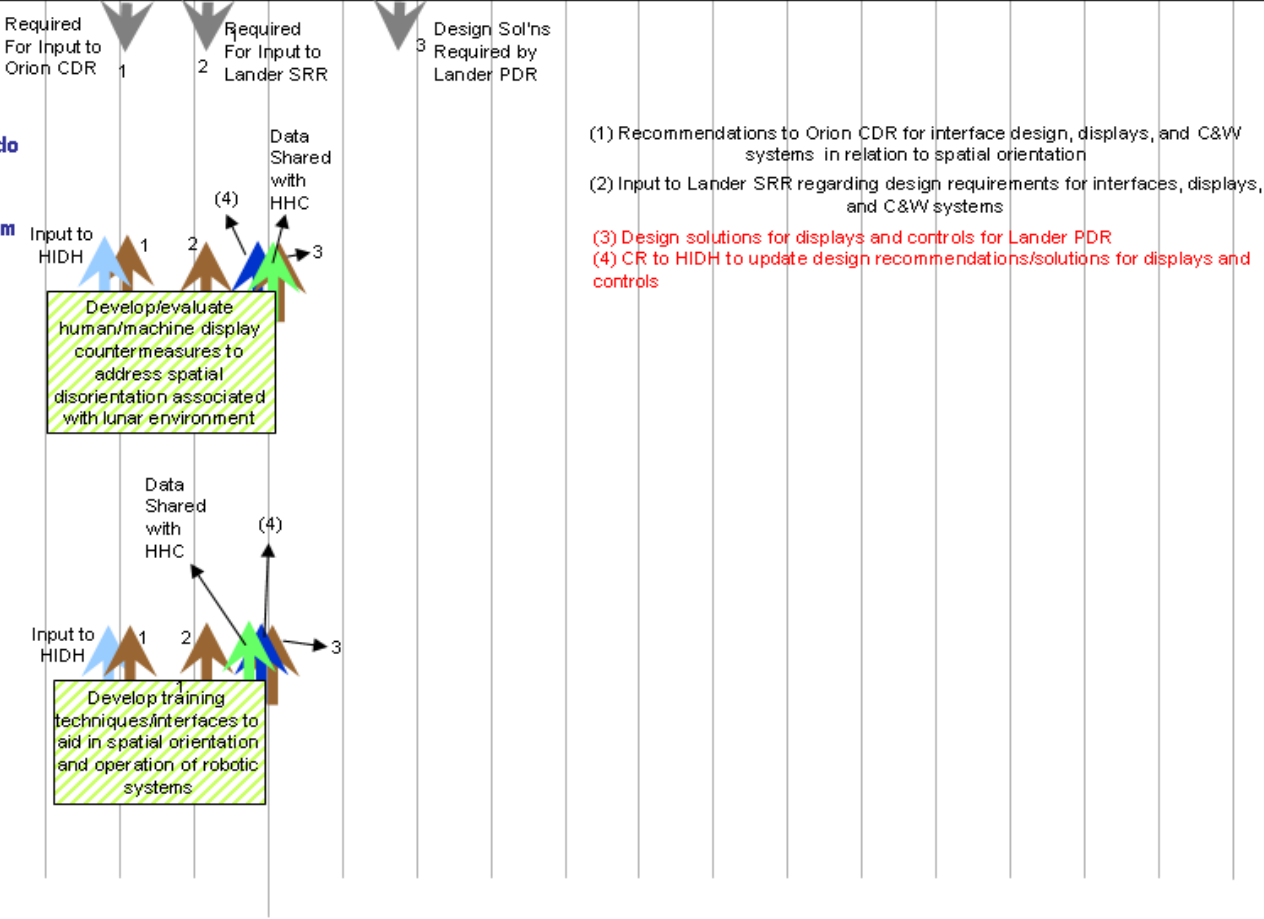 Required
For Input to
Orion CDR
1
2
1
Required
For Input to
Lander SRR
3
Design Sol'ns
Required by
Lander PDR
do
m
Data
Shared
with
HHC
(4)
Input to
HIDH
1
2
3
Develop/evaluate
human/machine display
countermeasures to
address spatial
disorientation associated
with lunar environment
(1) Recommendations to Orion CDR for interface design, displays, and C&W
systems in relation to spatial orientation
(2) Input to Lander SRR regarding design requirements for interfaces, displays,
and C&W systems
(3) Design solutions for displays and controls for Lander PDR
(4) CR to HIDH to update design recommendations/solutions for displays and
controls
Data
Shared
with
HHC
(4)
Input to
HIDH
1
2
3
1
Develop training
techniques/interfaces to
aid in spatial orientation
and operation of robotic
systems